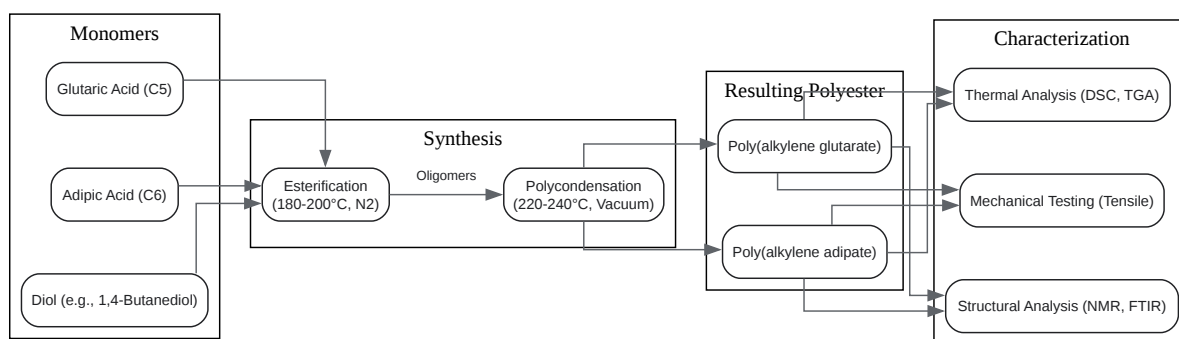 Monomers
Glutaric Acid (C5)
Adipic Acid (C6)
Diol (e.g., 1,4-Butanediol)
Synthesis
Esterification
(180-200°C, N2)
Oligomers
Polycondensation
(220-240°C, Vacuum)
Resulting Polyester
Poly(alkylene glutarate)
Poly(alkylene adipate)
Characterization
Thermal Analysis (DSC, TGA)
Mechanical Testing (Tensile)
Structural Analysis (NMR, FTIR)